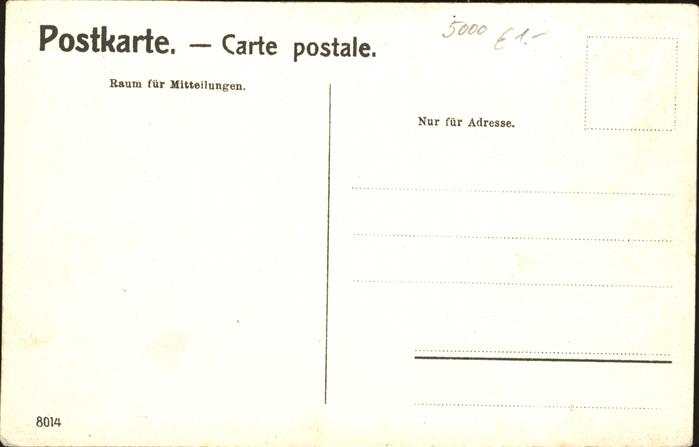 Postkarte. — Carte postale.
5000 € 1.-
Raum für Mitteilungen.
Nur für Adresse.
8014